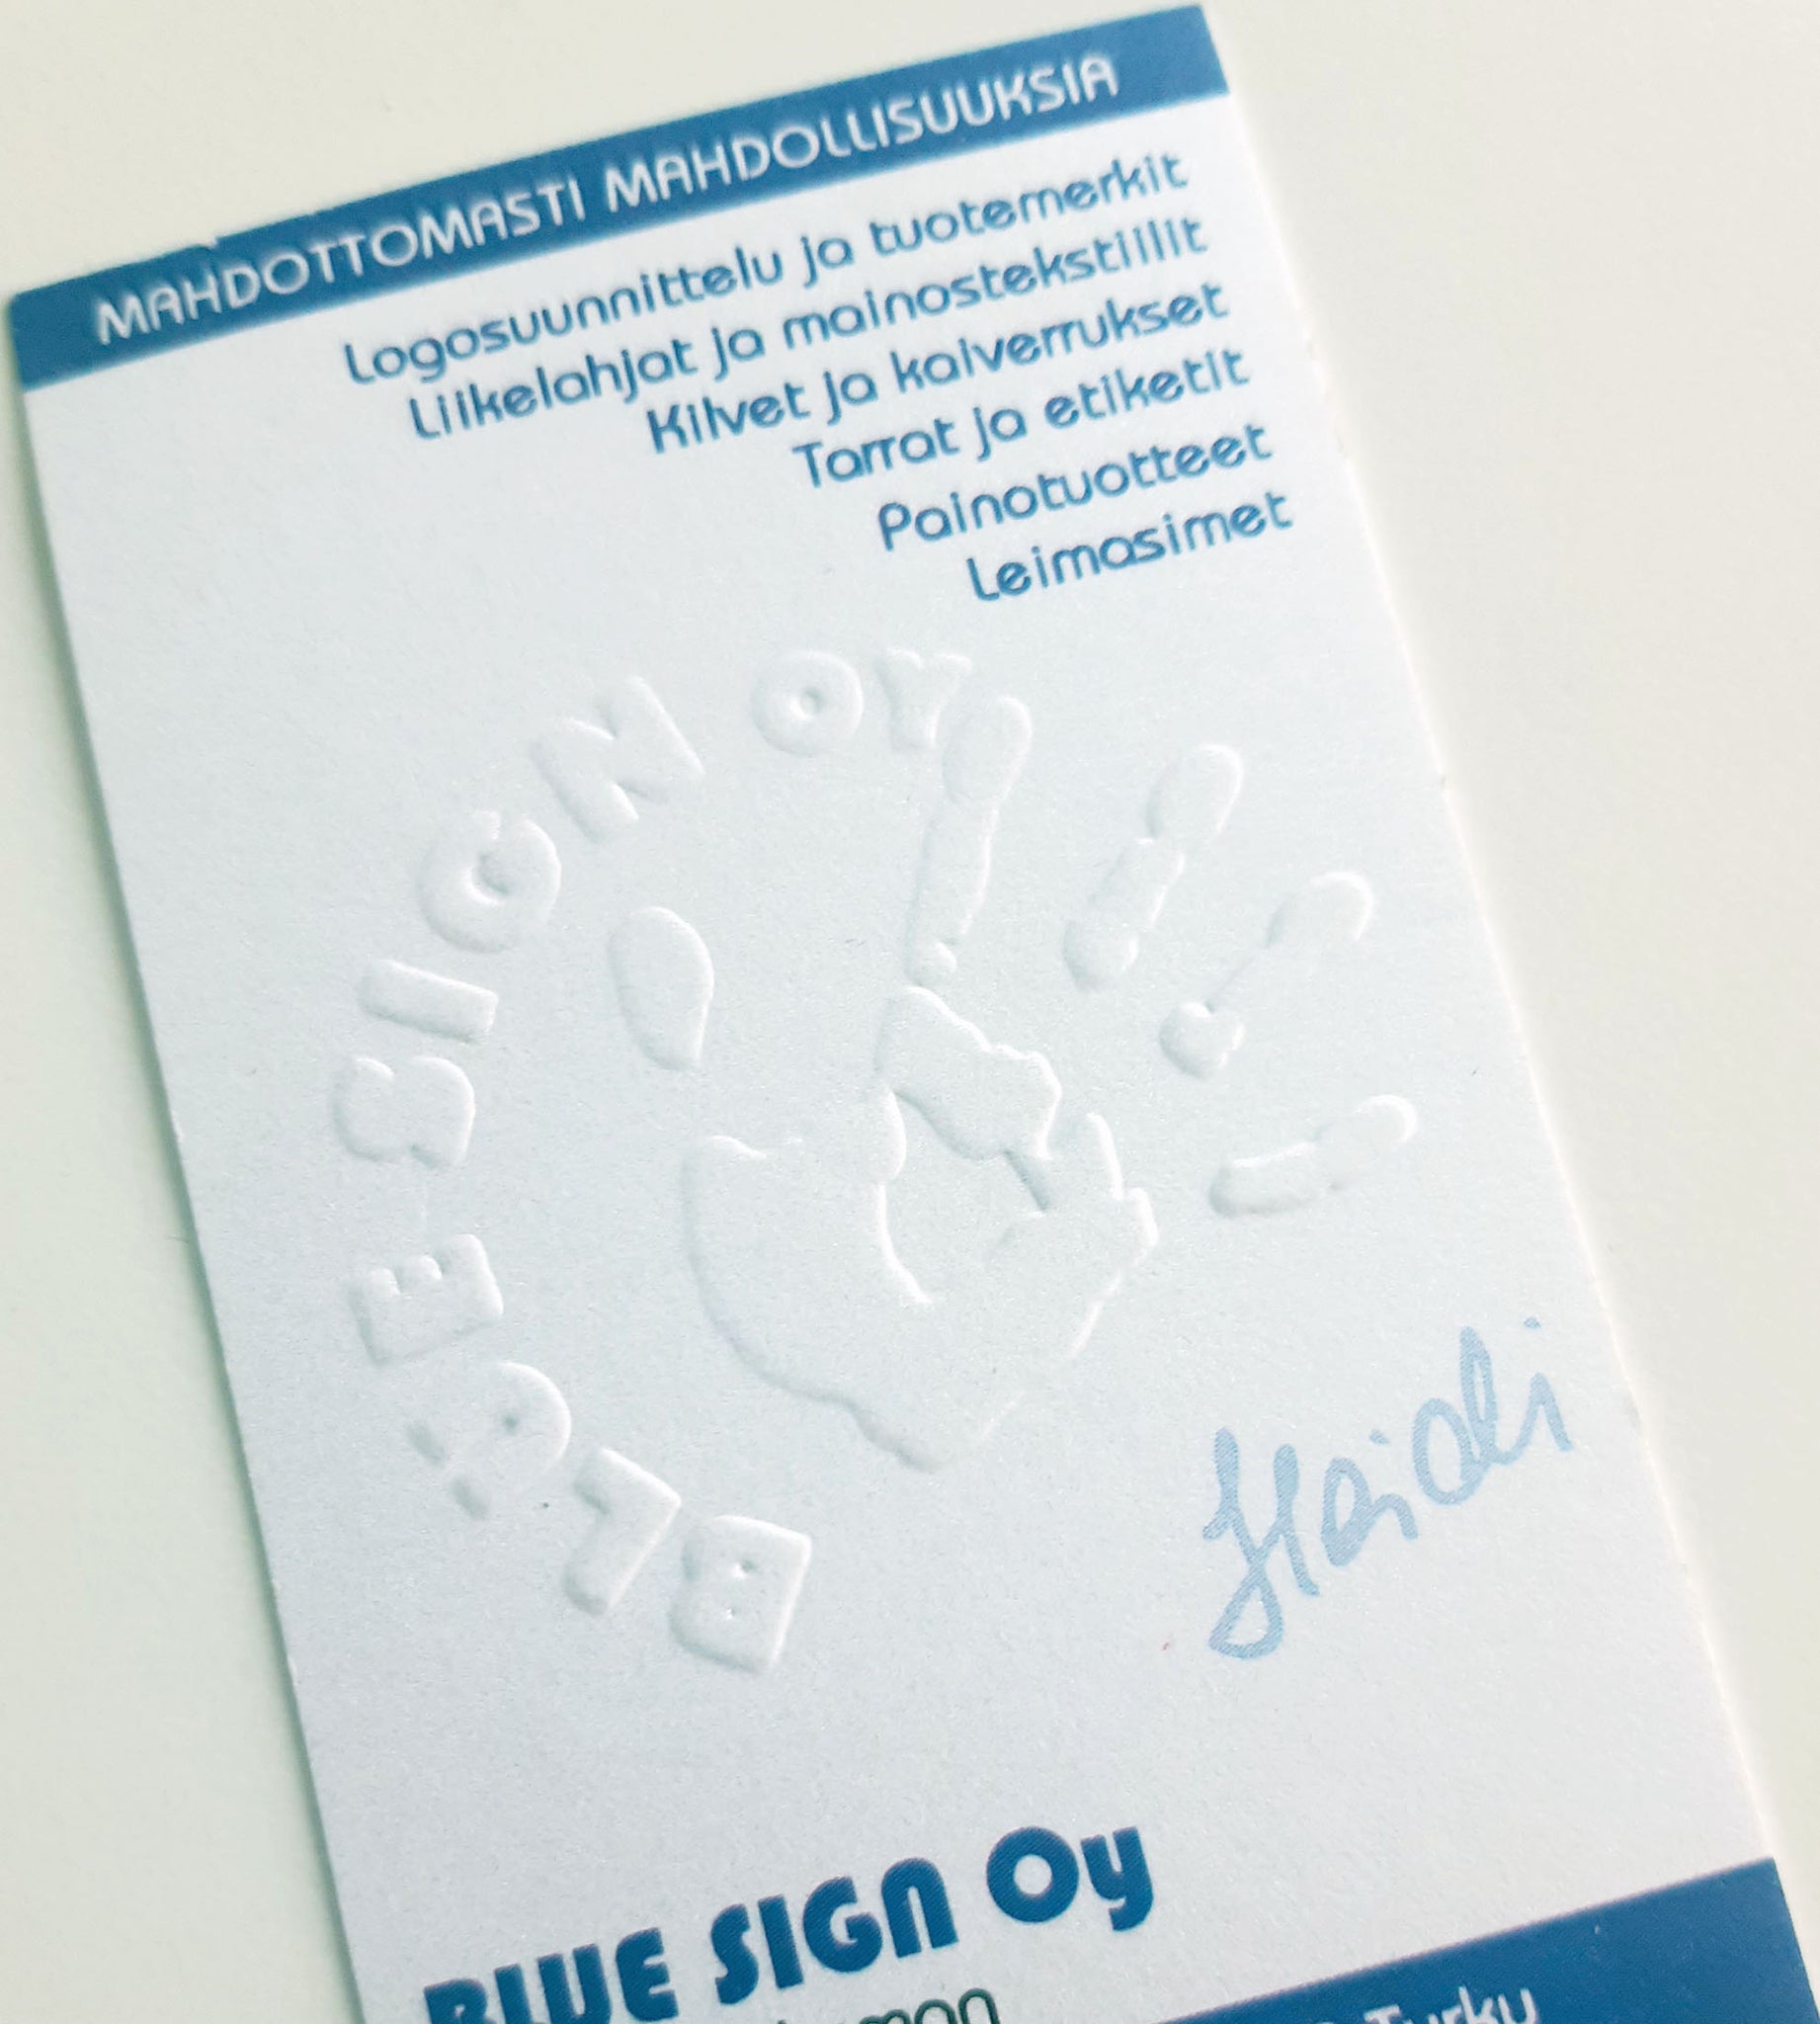 MAHDOTTOMASTI MAHDOLLISUUKSIA
Logosuunnittelu ja tuotemerkit
Liikelahjat ja mainostekstiilit
Kilvet ja kaiverrukset
Tarrat ja etiketit
Painotuotteet
Leimasimet
BLUE SIGN OY
Heidi
BLUE SIGN Oy
Turku